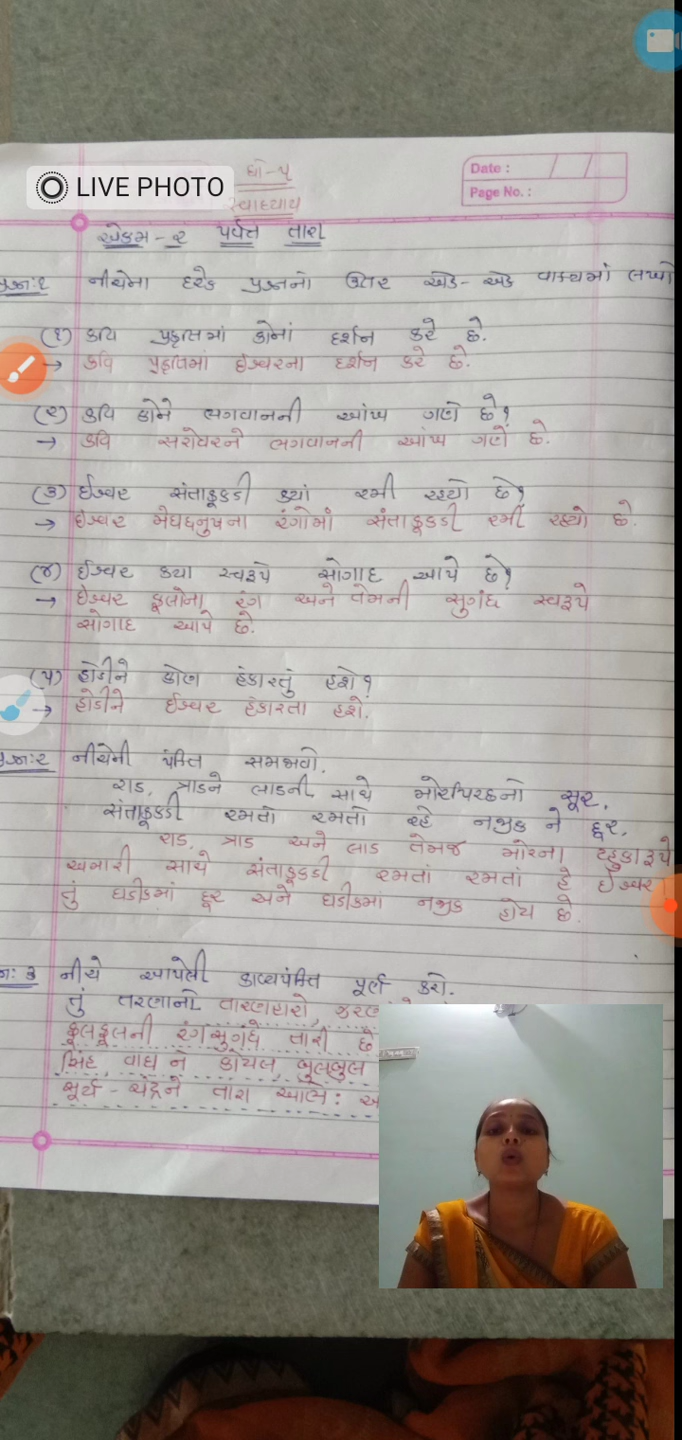 LIVE PHOTO
ધો-૫
સ્વાધ્યાય
Date :
Page No. :
એકમ-૨ પર્વત તારા
પ્રશ્ન:૧ નીચેના દરેક પ્રશ્નનો ઉત્તર એક-એક વાક્યમાં લખો
(૧) કવિ પ્રકૃતિમાં કોનાં દર્શન કરે છે.
→ કવિ પ્રકૃતિમાં ઈશ્વરના દર્શન કરે છે.
(૨) કવિ કોને ભગવાનની આંખ ગણે છે?
→ કવિ સરોવરને ભગવાનની આંખ ગણે છે.
(૩) ઈશ્વર સંતાકૂકડી ક્યાં રમી રહ્યો છે?
→ ઈશ્વર મેઘધનુષના રંગોમાં સંતાકૂકડી રમી રહ્યો છે.
(૪) ઈશ્વર કયા સ્વરૂપે સોગાદ આપે છે?
→ ઈશ્વર ફૂલોના રંગ અને તેમની સુગંધ સ્વરૂપે
સોગાદ આપે છે.
(૫) હોડીને કોણ હંકારતું હશે?
→ હોડીને ઈશ્વર હંકારતા હશે.
પ્રશ્ન:૨ નીચેની પંક્તિ સમજાવો.
રાડ, ત્રાડને લાડની સાથે મોરપિચ્છનો સૂર,
સંતાકૂકડી રમતો રમતો રહે નજીક ને દૂર.
રાડ, ત્રાડ અને લાડ તેમજ મોરના ટહુકારૂપે
અમારી સાથે સંતાકૂકડી રમતાં રમતાં હે ઈશ્વર
તું ઘડીકમાં દૂર અને ઘડીકમાં નજીક હોય છે.
૩ નીચે આપેલી કાવ્યપંક્તિ પૂર્ણ કરો.
તું તરણાનો તારણહારો,
ફૂલફૂલની રંગસુગંધે તારી છે
સિંહ, વાઘ ને કોયલ, બુલબુલ
સૂર્ય-ચંદ્રને તારા આભે: